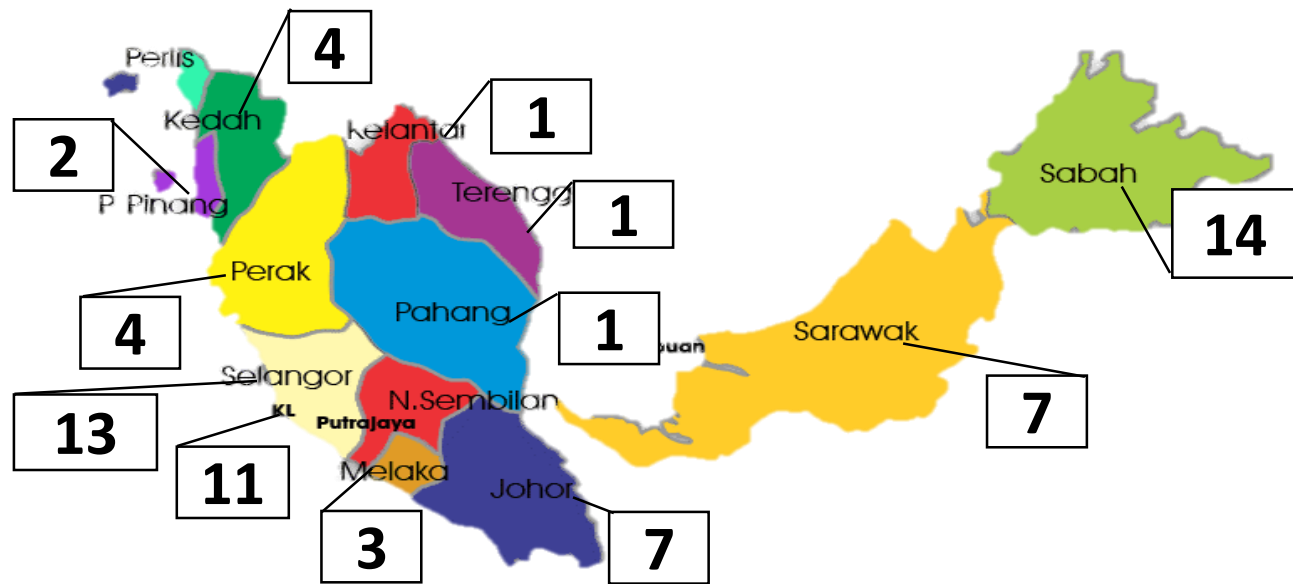 4
Perlis
1
Kedah
Kelantan
2
Sabah
Terengg
P Pinang
1
14
Perak
Pahang
1
Sarawak
uan
4
Selangor
7
N.Sembilan
KL
PutraJaya
13
11
Melaka
Johor
3
7